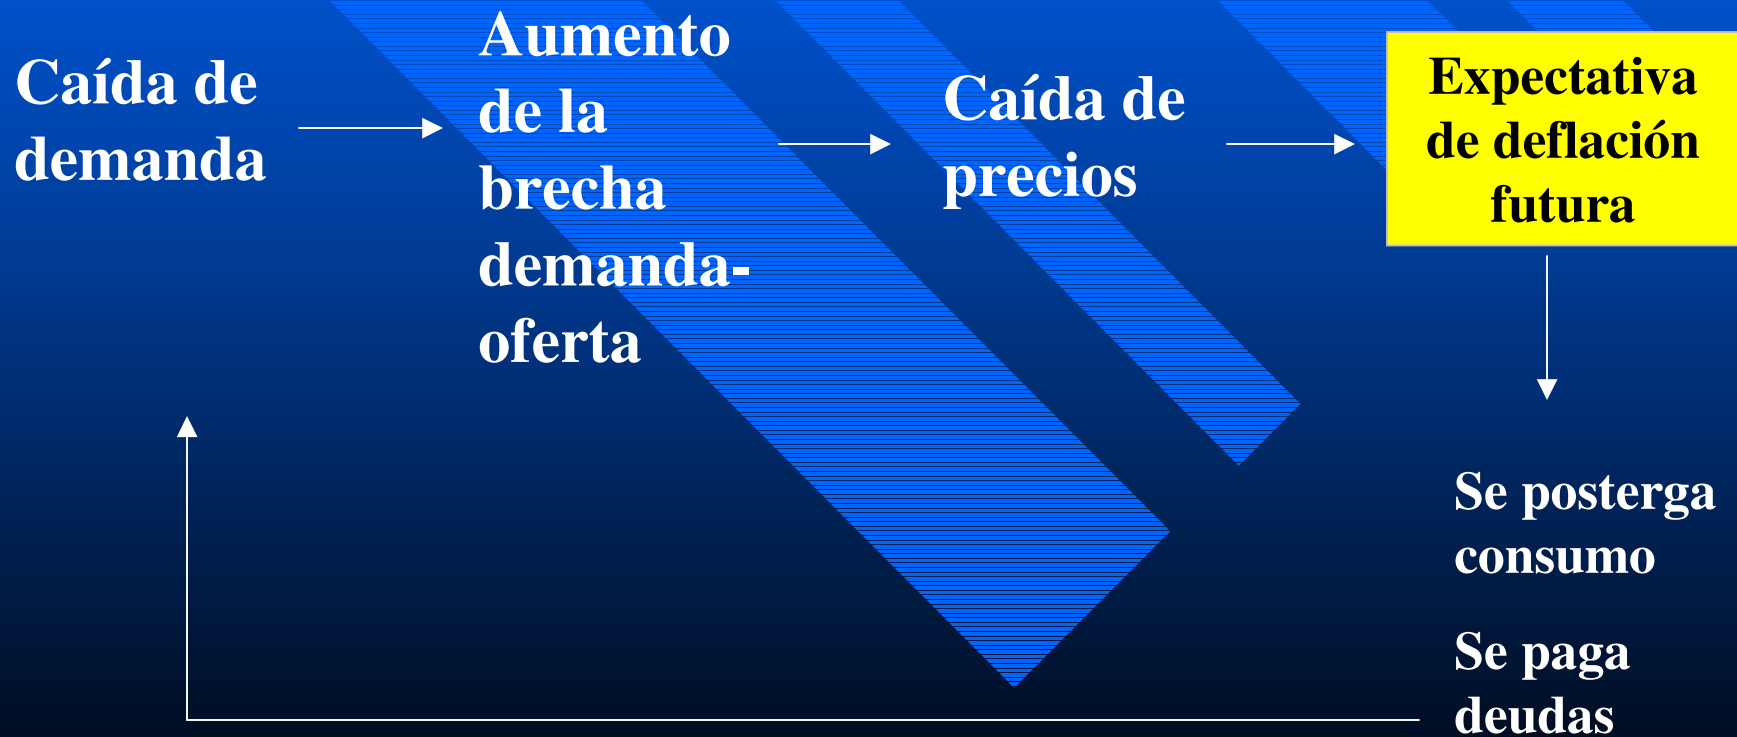 Caída de
demanda
Aumento
de la
brecha
demanda-
oferta
Caída de
precios
Expectativa
de deflación
futura
Se posterga
consumo
Se paga
deudas